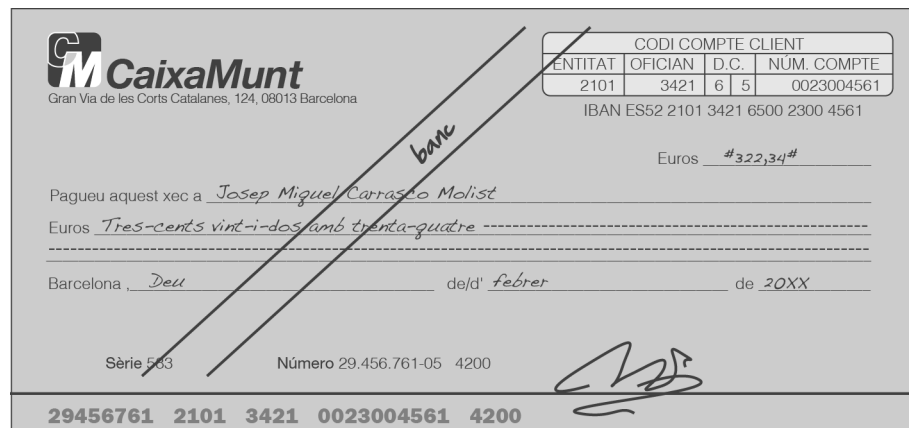 CM CaixaMunt
Gran Via de les Corts Catalanes, 124, 08013 Barcelona
CODI COMPTE CLIENT
ENTITAT OFICIAN D.C. NÚM. COMPTE
2101 3421 6 5 0023004561
IBAN ES52 2101 3421 6500 2300 4561
banc
Euros #322,34#
Pagueu aquest xec a Josep Miquel Carrasco Molist
Euros Tres-cents vint-i-dos amb trenta-quatre
Barcelona , Deu de/d' febrer de 20XX
Sèrie 533 Número 29.456.761-05 4200
29456761 2101 3421 0023004561 4200